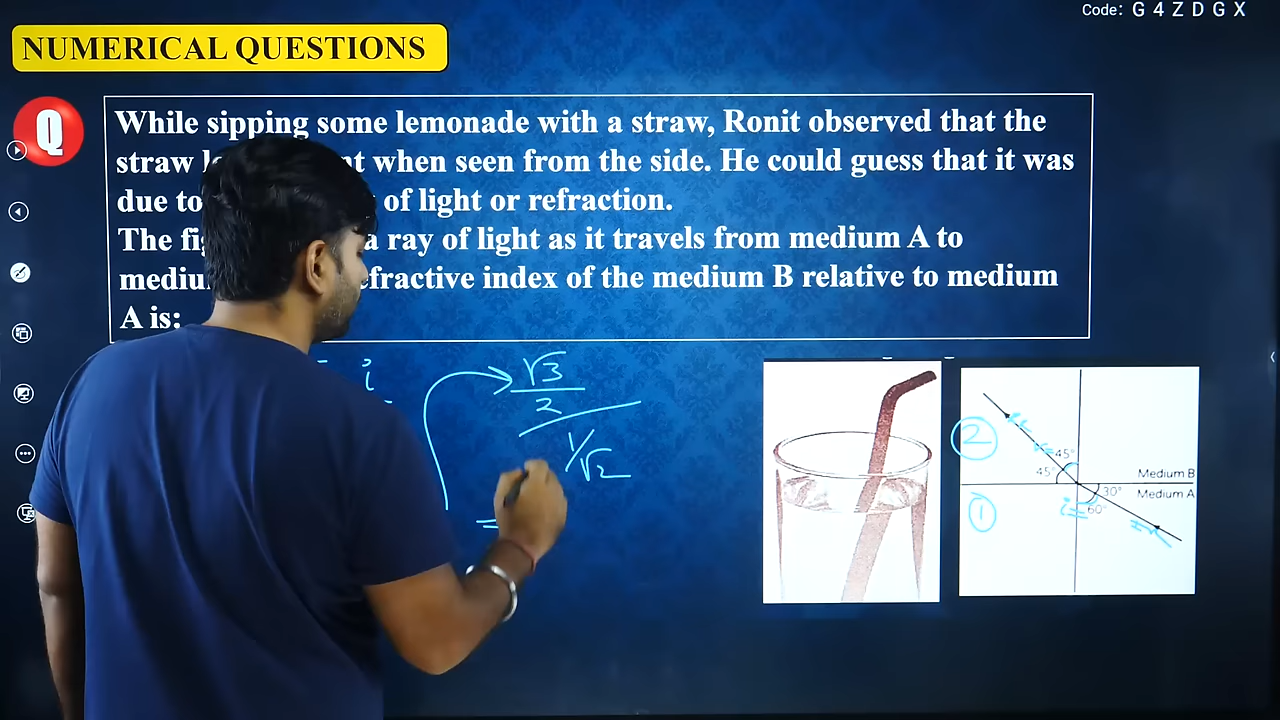 Code: G 4 Z D G X
NUMERICAL QUESTIONS
Q
While sipping some lemonade with a straw, Ronit observed that the
straw when seen from the side. He could guess that it was
due to of light or refraction.
The a ray of light as it travels from medium A to
index of the medium B relative to medium
A is:
i
√3
2
1/√2
=
2
45°
45°
Medium B
Medium A
30°
1
i=
60°